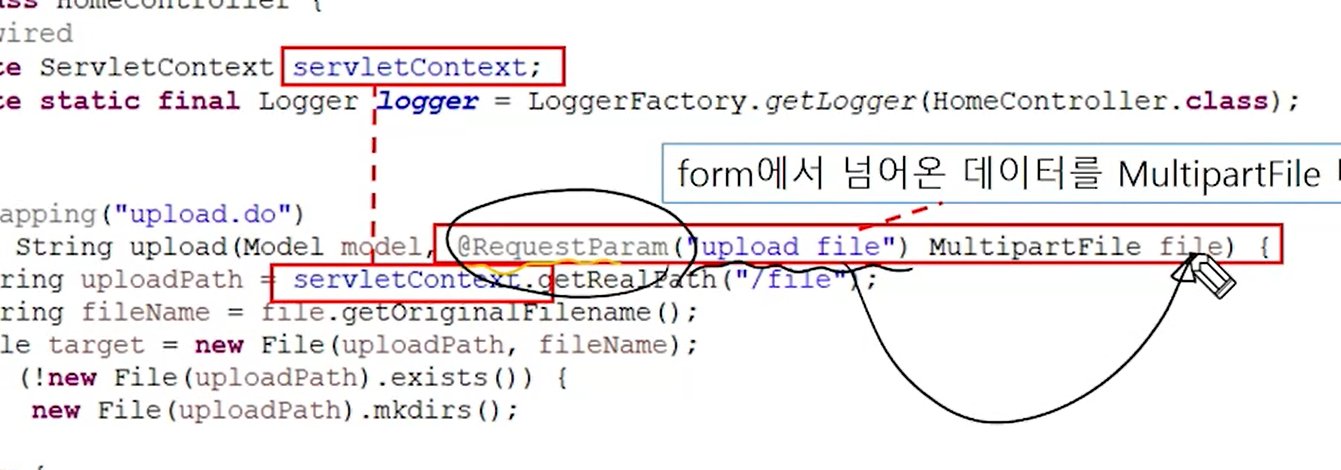 ass HomeController {
wired
te ServletContext servletContext;
te static final Logger logger = LoggerFactory.getLogger(HomeController.class);
form에서 넘어온 데이터를 MultipartFile
apping("upload.do")
String upload(Model model, @RequestParam("upload_file") MultipartFile file) {
ring uploadPath = servletContext.getRealPath("/file");
ring fileName = file.getOriginalFilename();
le target = new File(uploadPath, fileName);
(!new File(uploadPath).exists()) {
new File(uploadPath).mkdirs();